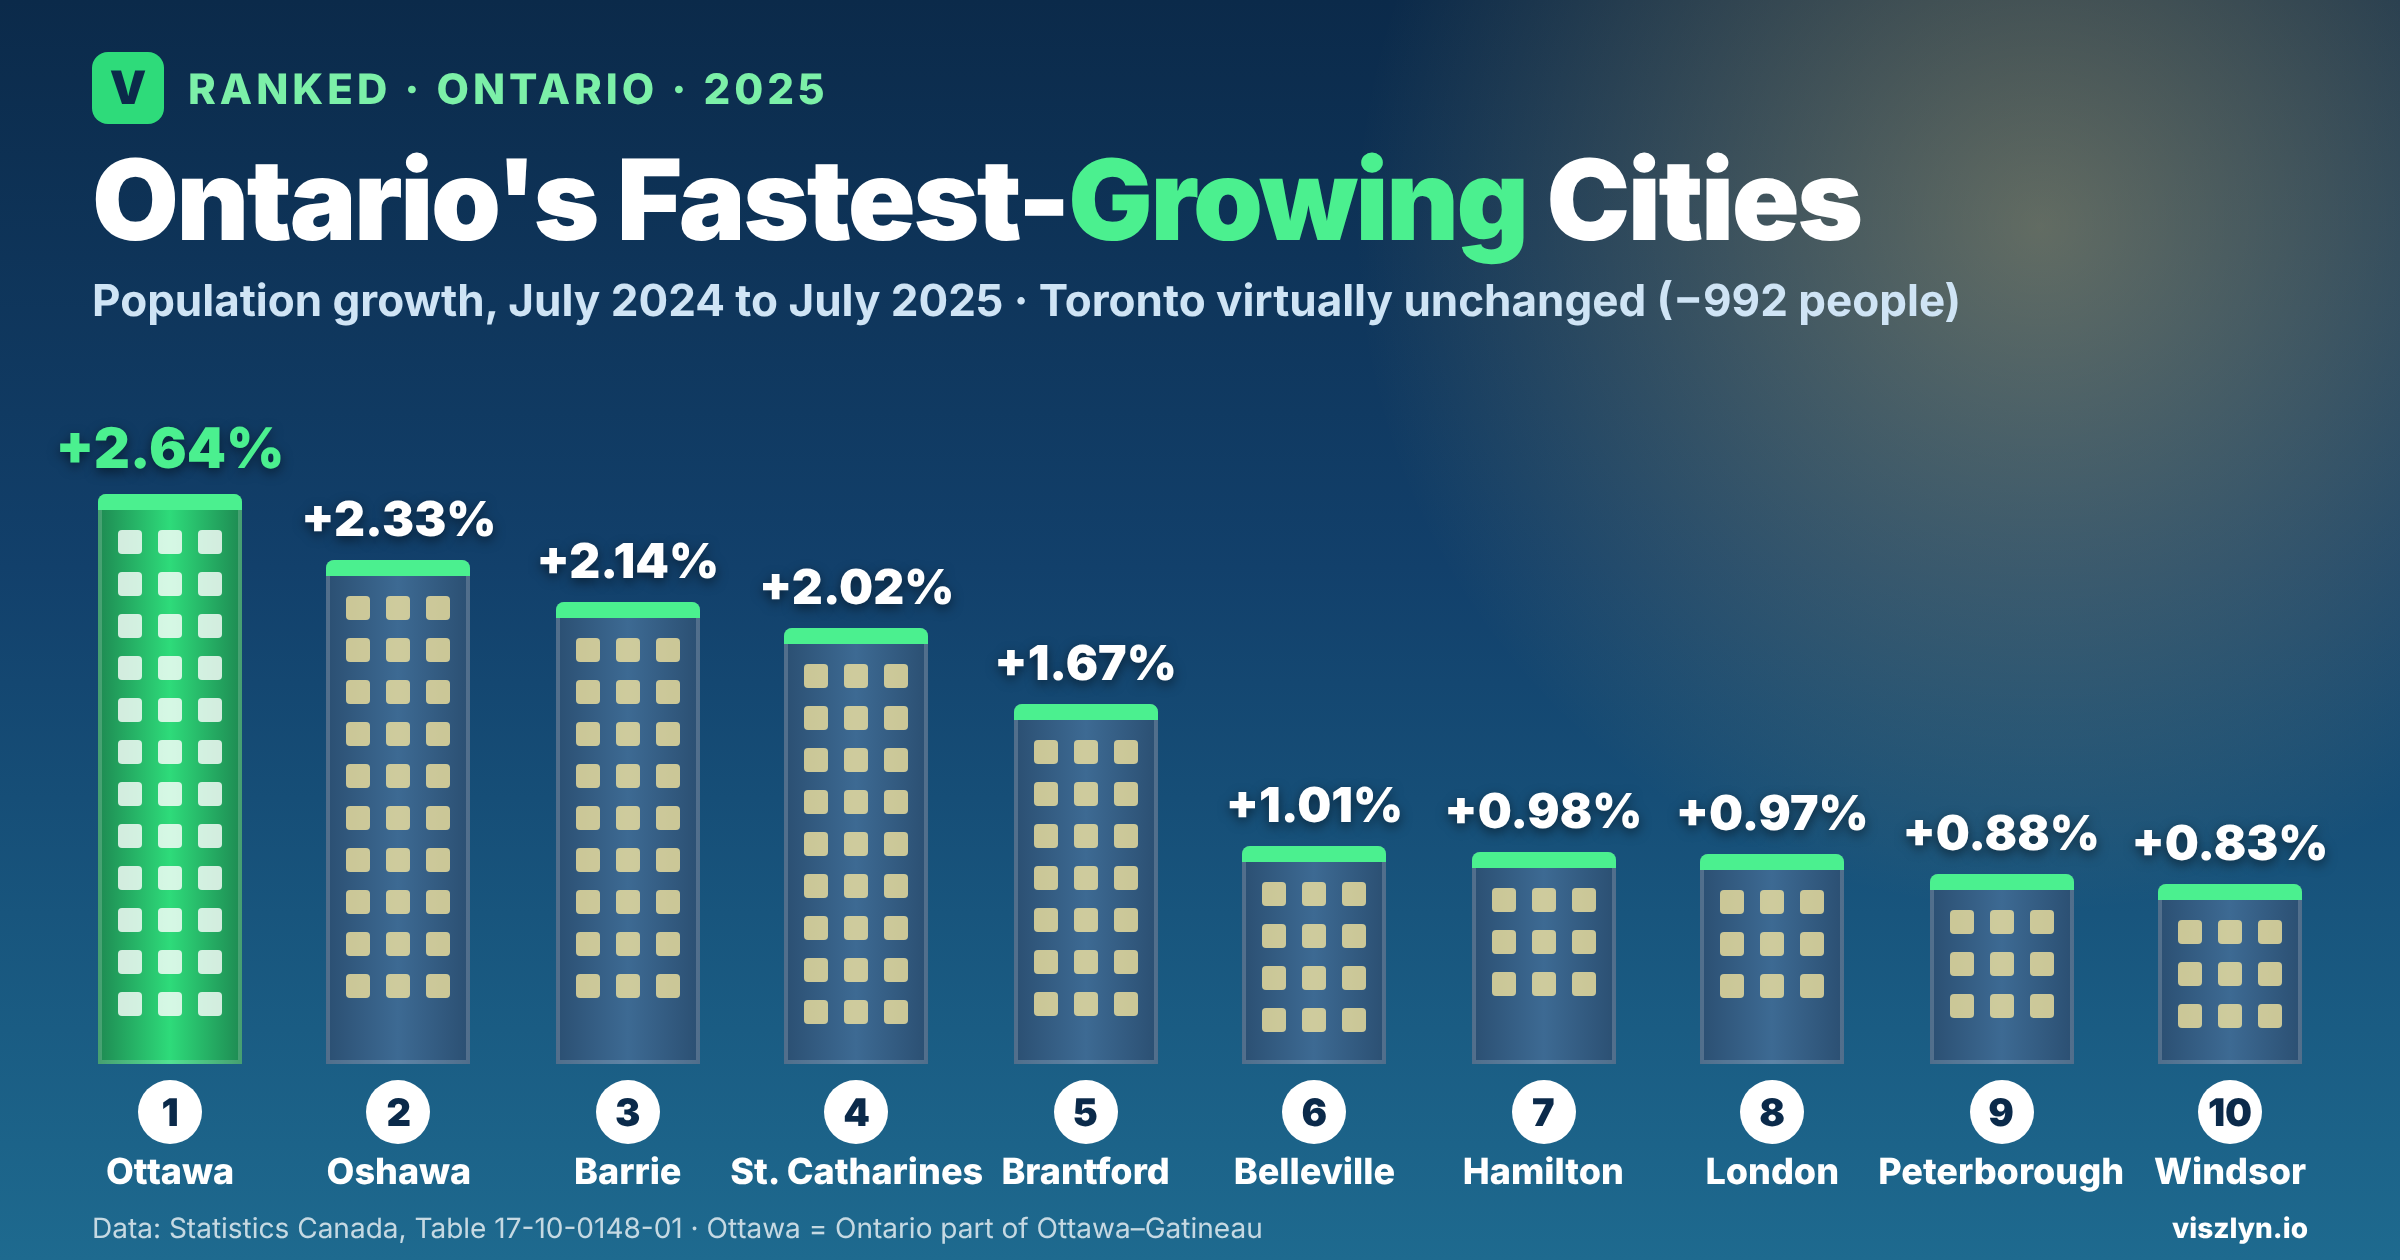 V RANKED · ONTARIO · 2025
Ontario's Fastest-Growing Cities
Population growth, July 2024 to July 2025 · Toronto virtually unchanged (−992 people)
+2.64%
+2.33%
+2.14%
+2.02%
+1.67%
+1.01%
+0.98%
+0.97%
+0.88%
+0.83%
1 2 3 4 5 6 7 8 9 10
Ottawa Oshawa Barrie St. Catharines Brantford Belleville Hamilton London Peterborough Windsor
Data: Statistics Canada, Table 17-10-0148-01 · Ottawa = Ontario part of Ottawa–Gatineau
viszlyn.io